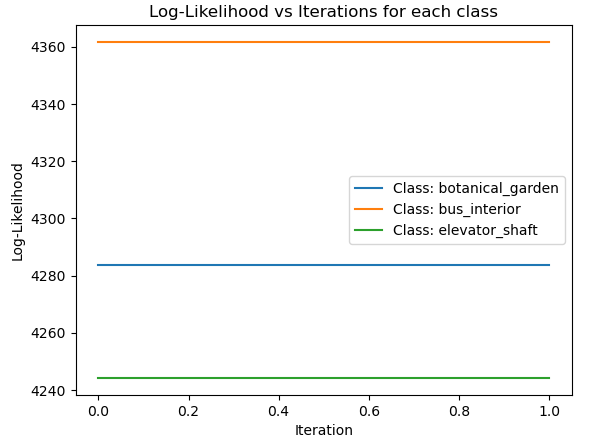 Log-Likelihood vs Iterations for each class
Log-Likelihood
4360
4340
4320
4300
4280
4260
4240
Class: botanical_garden
Class: bus_interior
Class: elevator_shaft
0.0 0.2 0.4 0.6 0.8 1.0
Iteration